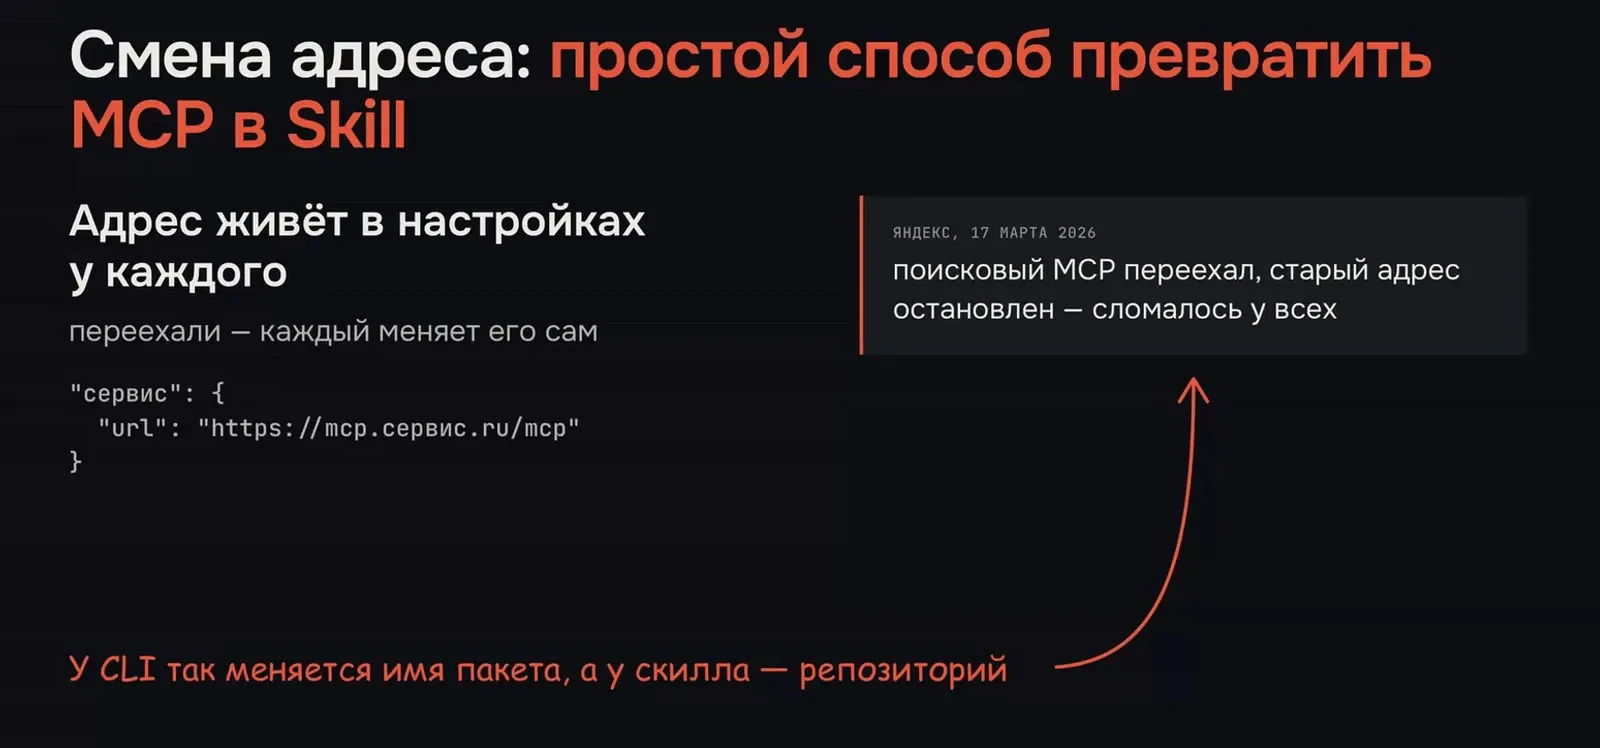 Смена адреса: простой способ превратить
MCP в Skill
Адрес живёт в настройках
у каждого
переехали — каждый меняет его сам
"сервис": {
  "url": "https://mcp.сервис.ru/mcp"
}
ЯНДЕКС, 17 МАРТА 2026
поисковый MCP переехал, старый адрес
остановлен — сломалось у всех
У CLI так меняется имя пакета, а у скилла — репозиторий